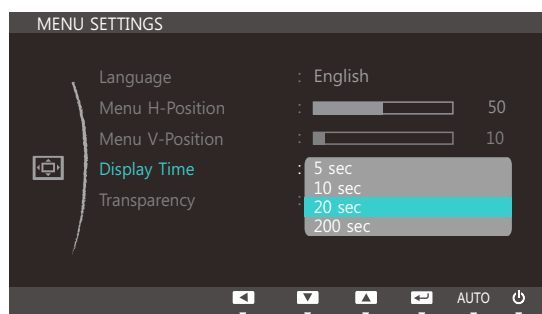 MENU SETTINGS
Language : English
Menu H-Position : 50
Menu V-Position : 10
Display Time : 5 sec
10 sec
Transparency : 20 sec
200 sec
AUTO